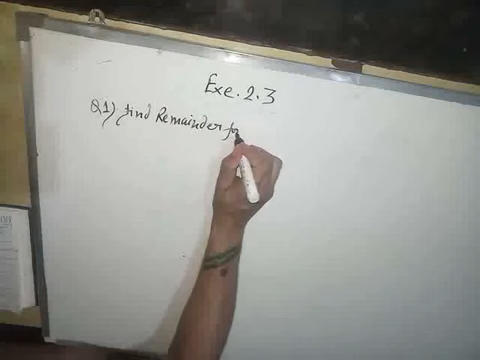 Exe. 2.3
Q1) find Remainder